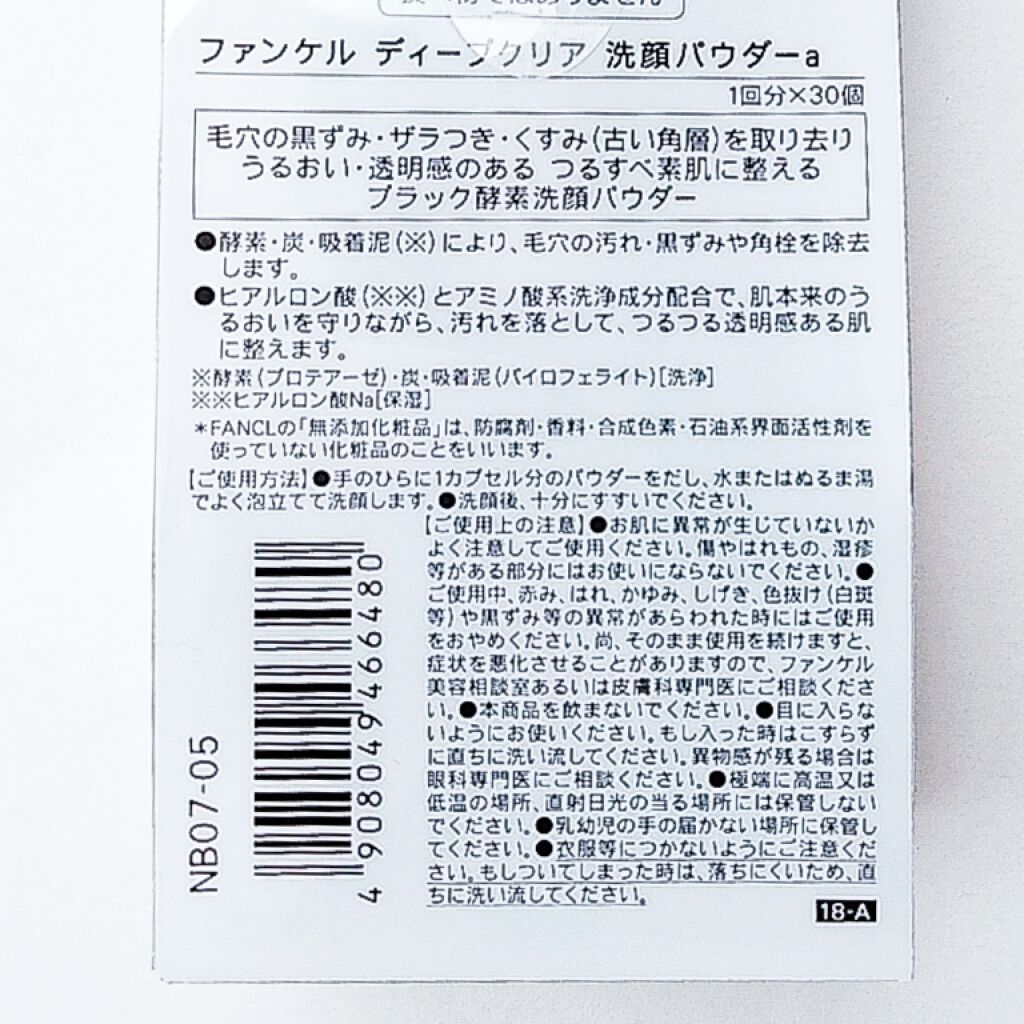 ファンケル ディープクリア 洗顔パウダーa
1回分×30個
毛穴の黒ずみ・ザラつき・くすみ(古い角層)を取り去り
うるおい・透明感のある つるすべ素肌に整える
ブラック酵素洗顔パウダー
●酵素・炭・吸着泥(※)により、毛穴の汚れ・黒ずみや角栓を除去
します。
●ヒアルロン酸(※※)とアミノ酸系洗浄成分配合で、肌本来のう
るおいを守りながら、汚れを落として、つるつる透明感ある肌
に整えます。
※酵素(プロテアーゼ)・炭・吸着泥(パイロフェライト)[洗浄]
※※ヒアルロン酸Na[保湿]
*FANCLの「無添加化粧品」は、防腐剤・香料・合成色素・石油系界面活性剤を
使っていない化粧品のことをいいます。
【ご使用方法】●手のひらに1カプセル分のパウダーをだし、水またはぬるま湯
でよく泡立てて洗顔します。●洗顔後、十分にすすいでください。
【ご使用上の注意】●お肌に異常が生じていないか
よく注意してご使用ください。傷やはれもの、湿疹
等がある部分にはお使いにならないでください。●
ご使用中、赤み、はれ、かゆみ、しげき、色抜け(白斑
等)や黒ずみ等の異常があらわれた時にはご使用
をおやめください。尚、そのまま使用を続けますと、
症状を悪化させることがありますので、ファンケル
美容相談室あるいは皮膚科専門医にご相談くださ
い。●本商品を飲まないでください。●目に入らな
いようにお使いください。もし入った時はこすらず
に直ちに洗い流してください。異物感が残る場合は
眼科専門医にご相談ください。●極端に高温又は
低温の場所、直射日光の当る場所には保管しない
でください。●乳幼児の手の届かない場所に保管し
てください。●衣服等につかないようにご注意くだ
さい。もしついてしまった時は、落ちにくいため、直
ちに洗い流してください。
4 908049 466480
NB07-05
18-A